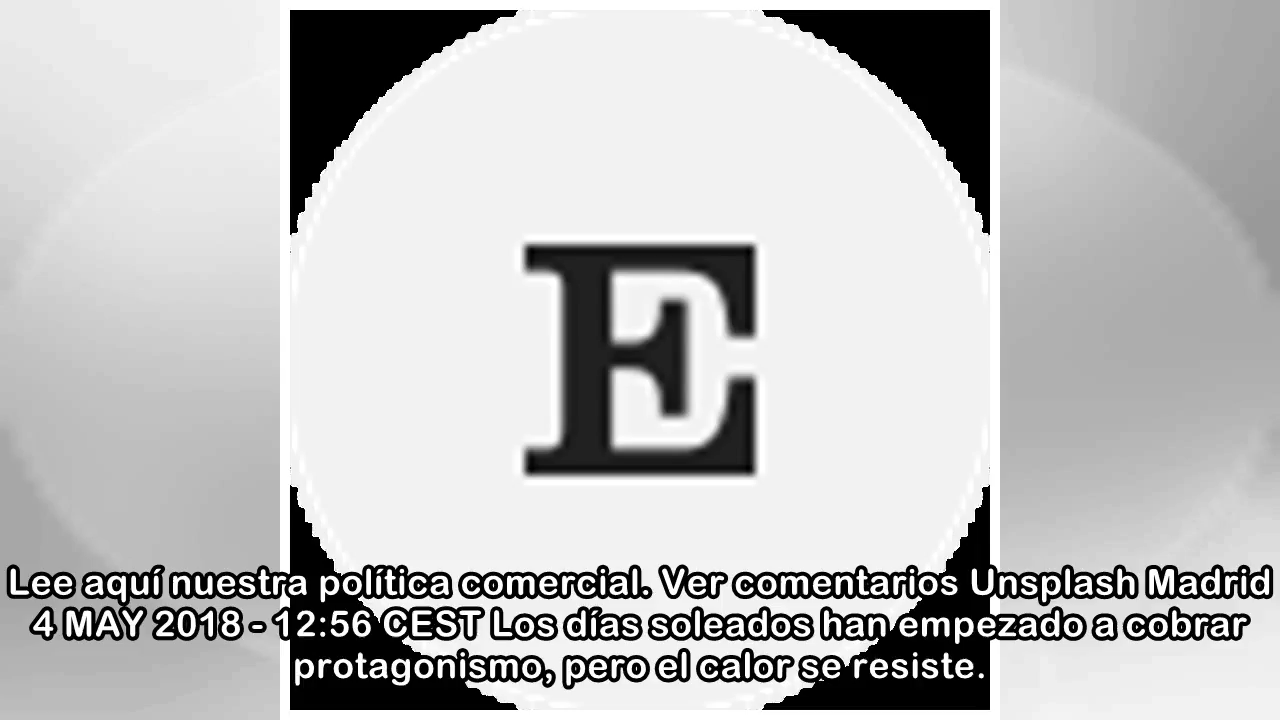 E
Lee aquí nuestra política comercial. Ver comentarios Unsplash Madrid
4 MAY 2018 - 12:56 CEST Los días soleados han empezado a cobrar
protagonismo, pero el calor se resiste.